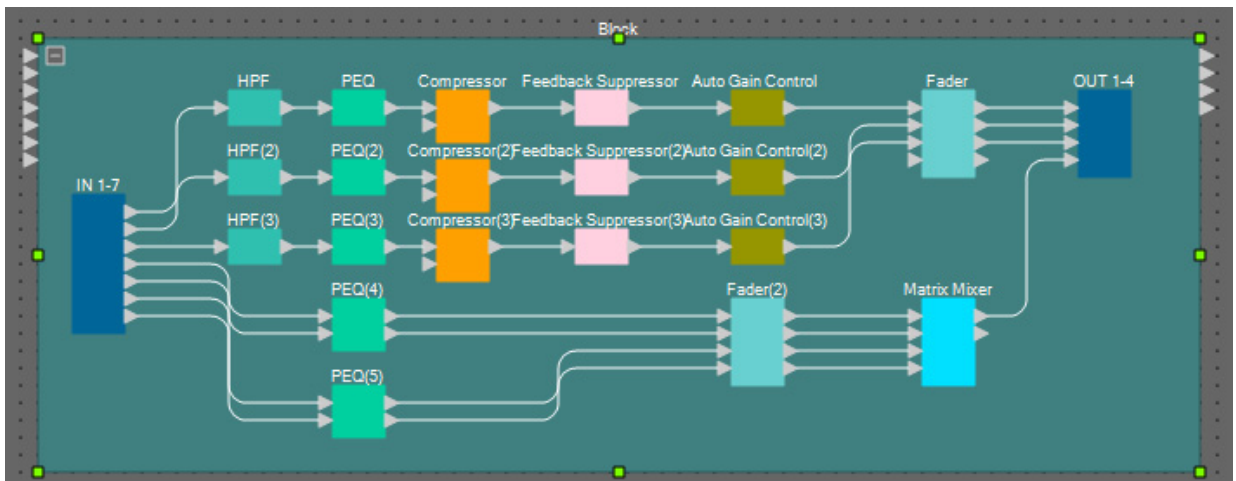 Block
HPF PEQ Compressor Feedback Suppressor Auto Gain Control Fader OUT 1-4
HPF(2) PEQ(2) Compressor(2) Feedback Suppressor(2) Auto Gain Control(2)
IN 1-7
HPF(3) PEQ(3) Compressor(3) Feedback Suppressor(3) Auto Gain Control(3)
PEQ(4) Fader(2) Matrix Mixer
PEQ(5)